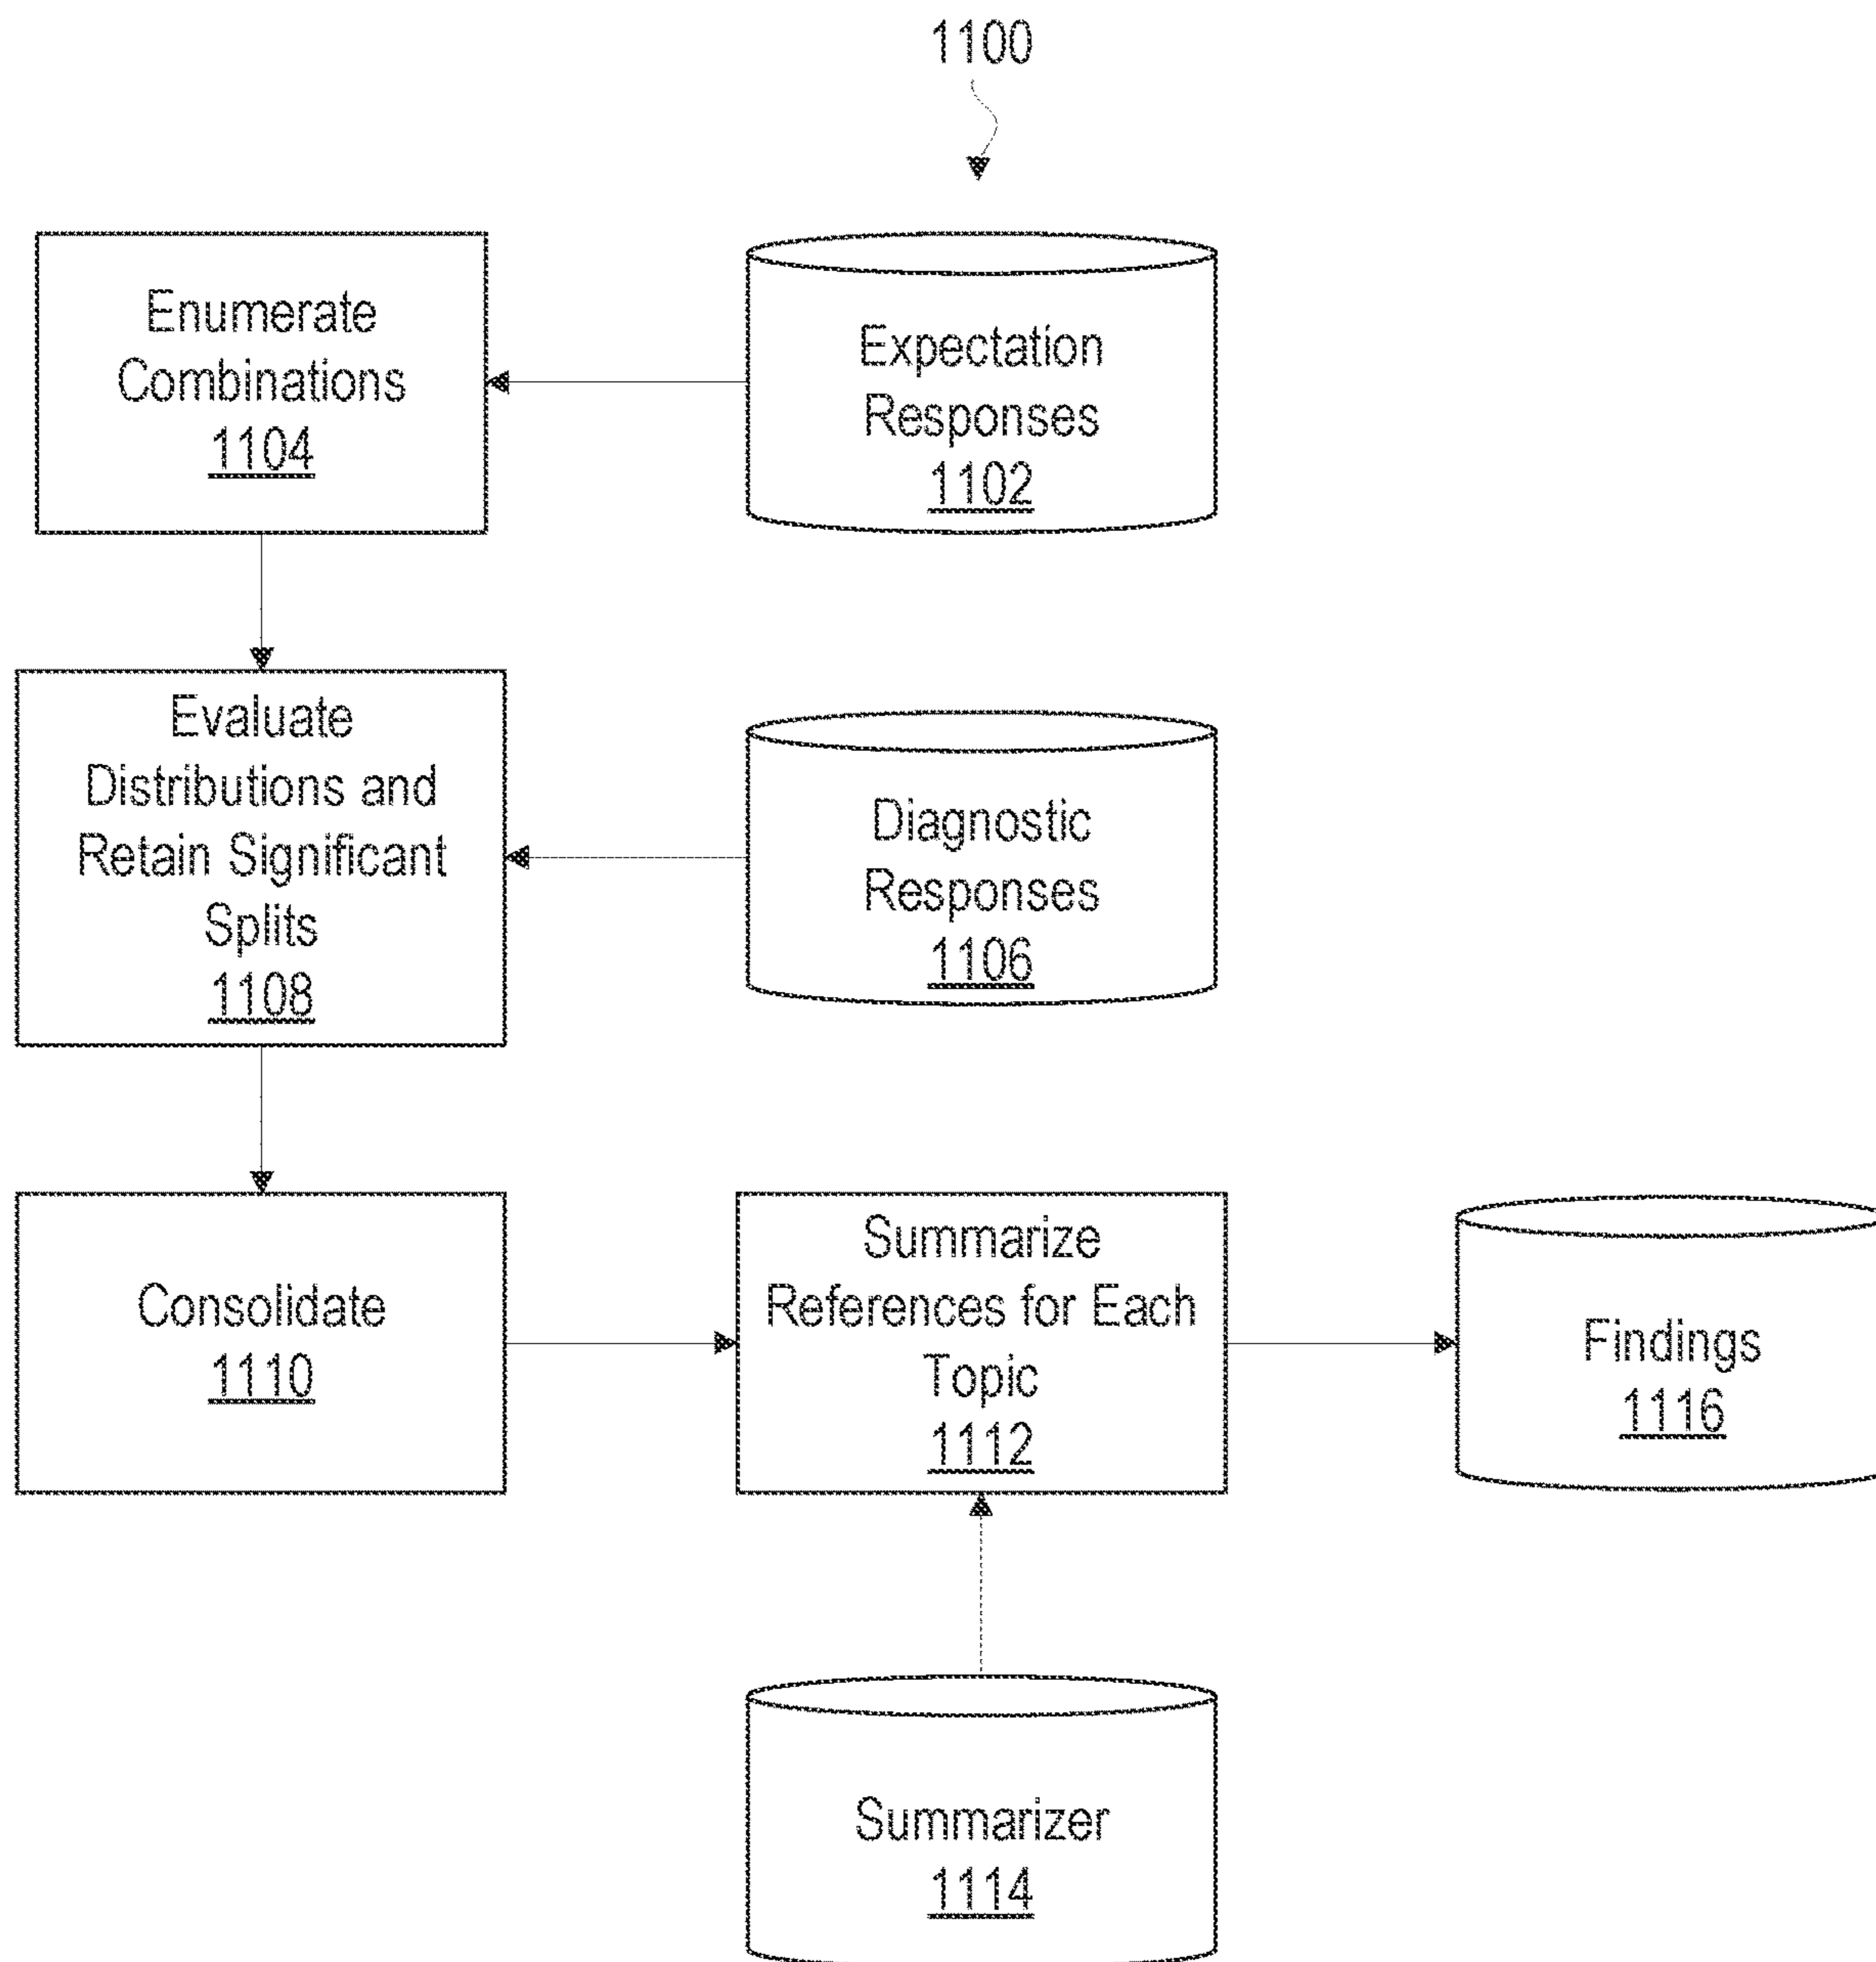 1100
Enumerate
Combinations
1104
Expectation
Responses
1102
Evaluate
Distributions and
Retain Significant
Splits
1108
Diagnostic
Responses
1106
Consolidate
1110
Summarize
References for Each
Topic
1112
Findings
1116
Summarizer
1114